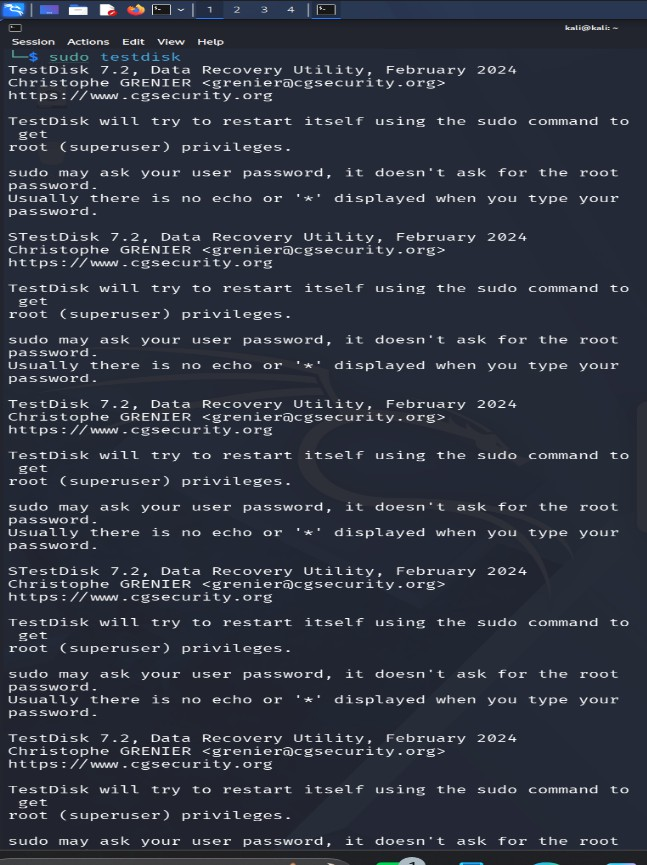 1 2 3 4
kali@kali: ~
Session Actions Edit View Help
└─$ sudo testdisk
TestDisk 7.2, Data Recovery Utility, February 2024
Christophe GRENIER <grenier@cgsecurity.org>
https://www.cgsecurity.org
TestDisk will try to restart itself using the sudo command to
get
root (superuser) privileges.
sudo may ask your user password, it doesn't ask for the root
password.
Usually there is no echo or '*' displayed when you type your
password.
STestDisk 7.2, Data Recovery Utility, February 2024
Christophe GRENIER <grenier@cgsecurity.org>
https://www.cgsecurity.org
TestDisk will try to restart itself using the sudo command to
get
root (superuser) privileges.
sudo may ask your user password, it doesn't ask for the root
password.
Usually there is no echo or '*' displayed when you type your
password.
TestDisk 7.2, Data Recovery Utility, February 2024
Christophe GRENIER <grenier@cgsecurity.org>
https://www.cgsecurity.org
TestDisk will try to restart itself using the sudo command to
get
root (superuser) privileges.
sudo may ask your user password, it doesn't ask for the root
password.
Usually there is no echo or '*' displayed when you type your
password.
STestDisk 7.2, Data Recovery Utility, February 2024
Christophe GRENIER <grenier@cgsecurity.org>
https://www.cgsecurity.org
TestDisk will try to restart itself using the sudo command to
get
root (superuser) privileges.
sudo may ask your user password, it doesn't ask for the root
password.
Usually there is no echo or '*' displayed when you type your
password.
TestDisk 7.2, Data Recovery Utility, February 2024
Christophe GRENIER <grenier@cgsecurity.org>
https://www.cgsecurity.org
TestDisk will try to restart itself using the sudo command to
get
root (superuser) privileges.
sudo may ask your user password, it doesn't ask for the root
1